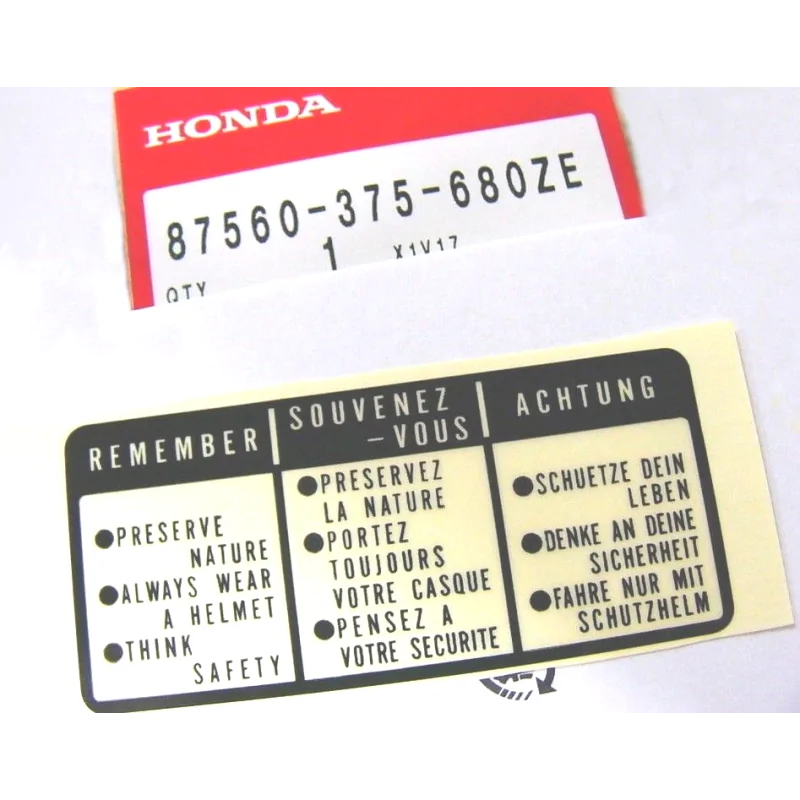 HONDA
87560-375-680ZE
1 X1V17
QTY
REMEMBER
●PRESERVE
NATURE
●ALWAYS WEAR
A HELMET
●THINK
SAFETY
SOUVENEZ
-VOUS
●PRESERVEZ
LA NATURE
●PORTEZ
TOUJOURS
VOTRE CASQUE
●PENSEZ A
VOTRE SECURITE
ACHTUNG
●SCHUETZE DEIN
LEBEN
●DENKE AN DEINE
SICHERHEIT
●FAHRE NUR MIT
SCHUTZHELM